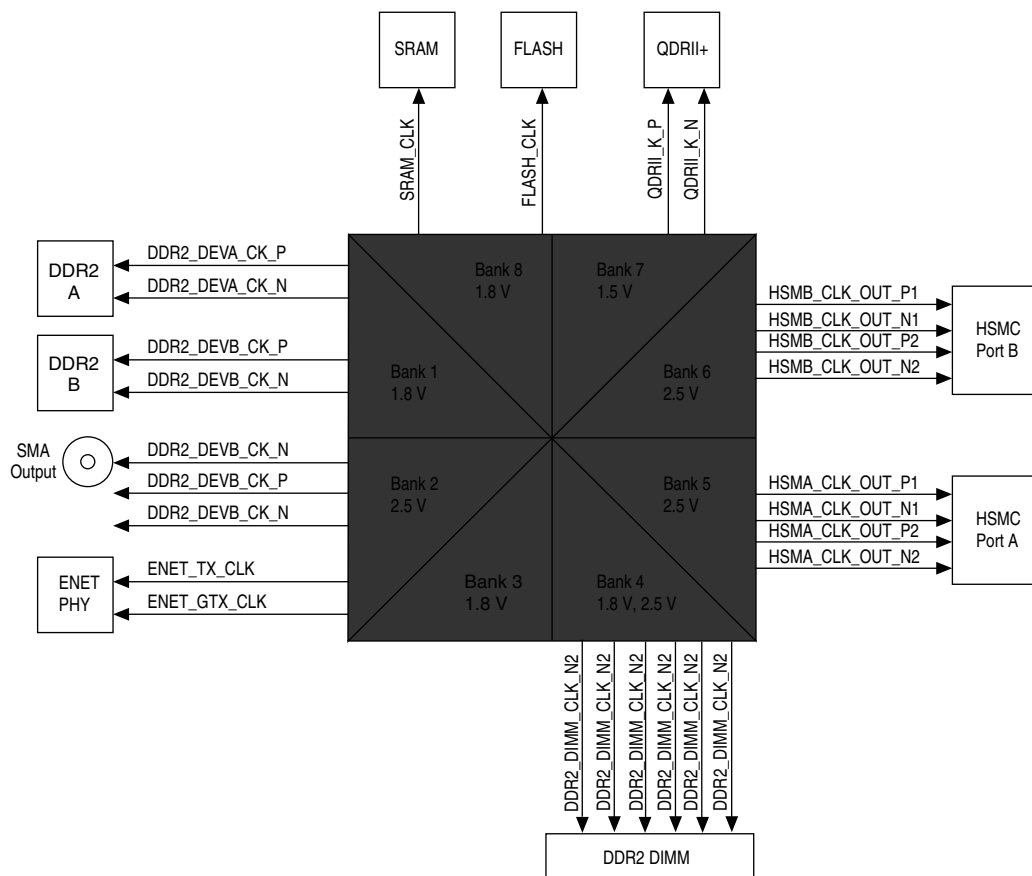 SRAM
FLASH
QDRII+
SRAM_CLK
FLASH_CLK
QDRII_K_P
QDRII_K_N
DDR2
A
DDR2_DEVA_CK_P
DDR2_DEVA_CK_N
DDR2
B
DDR2_DEVB_CK_P
DDR2_DEVB_CK_N
SMA
Output
DDR2_DEVB_CK_N
DDR2_DEVB_CK_P
DDR2_DEVB_CK_N
ENET
PHY
ENET_TX_CLK
ENET_GTX_CLK
Bank 8
1.8 V
Bank 7
1.5 V
Bank 1
1.8 V
Bank 6
2.5 V
Bank 2
2.5 V
Bank 5
2.5 V
Bank 3
1.8 V
Bank 4
1.8 V, 2.5 V
HSMB_CLK_OUT_P1
HSMB_CLK_OUT_N1
HSMB_CLK_OUT_P2
HSMB_CLK_OUT_N2
HSMC
Port B
HSMA_CLK_OUT_P1
HSMA_CLK_OUT_N1
HSMA_CLK_OUT_P2
HSMA_CLK_OUT_N2
HSMC
Port A
DDR2_DIMM_CLK_N2
DDR2_DIMM_CLK_N2
DDR2_DIMM_CLK_N2
DDR2_DIMM_CLK_N2
DDR2_DIMM_CLK_N2
DDR2_DIMM_CLK_N2
DDR2 DIMM